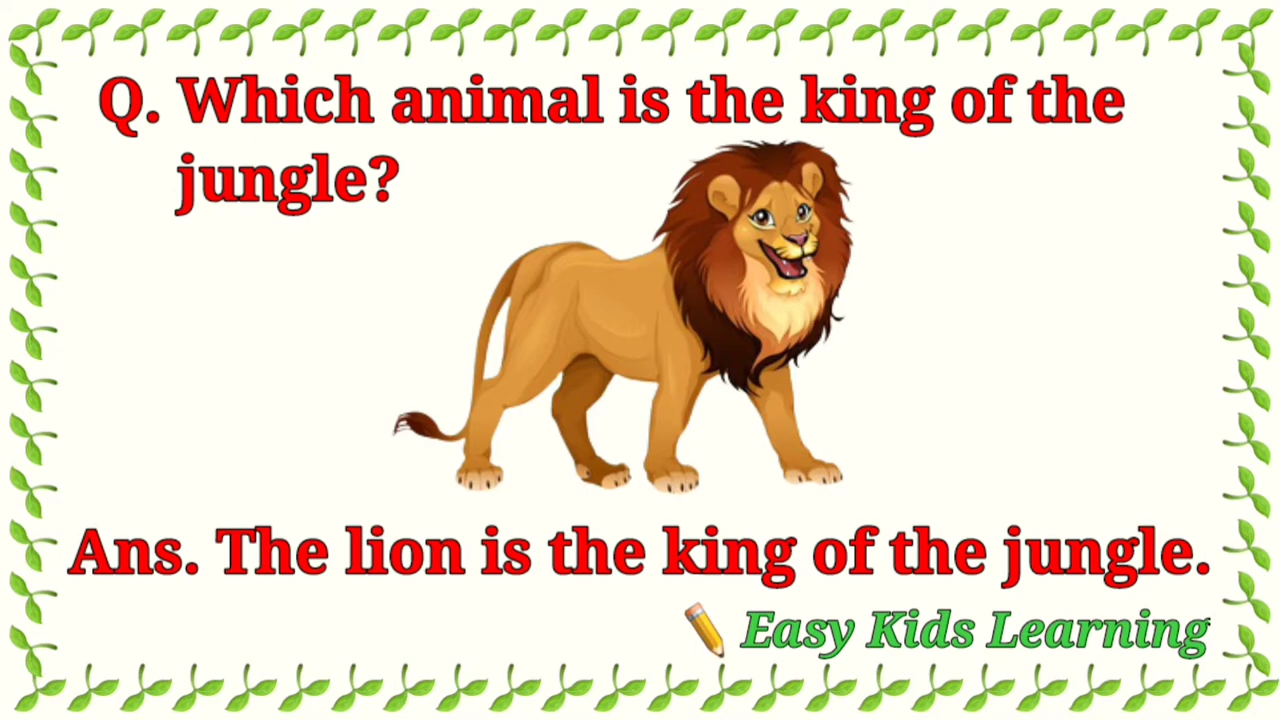 Q. Which animal is the king of the
jungle?
Ans. The lion is the king of the jungle.
Easy Kids Learning